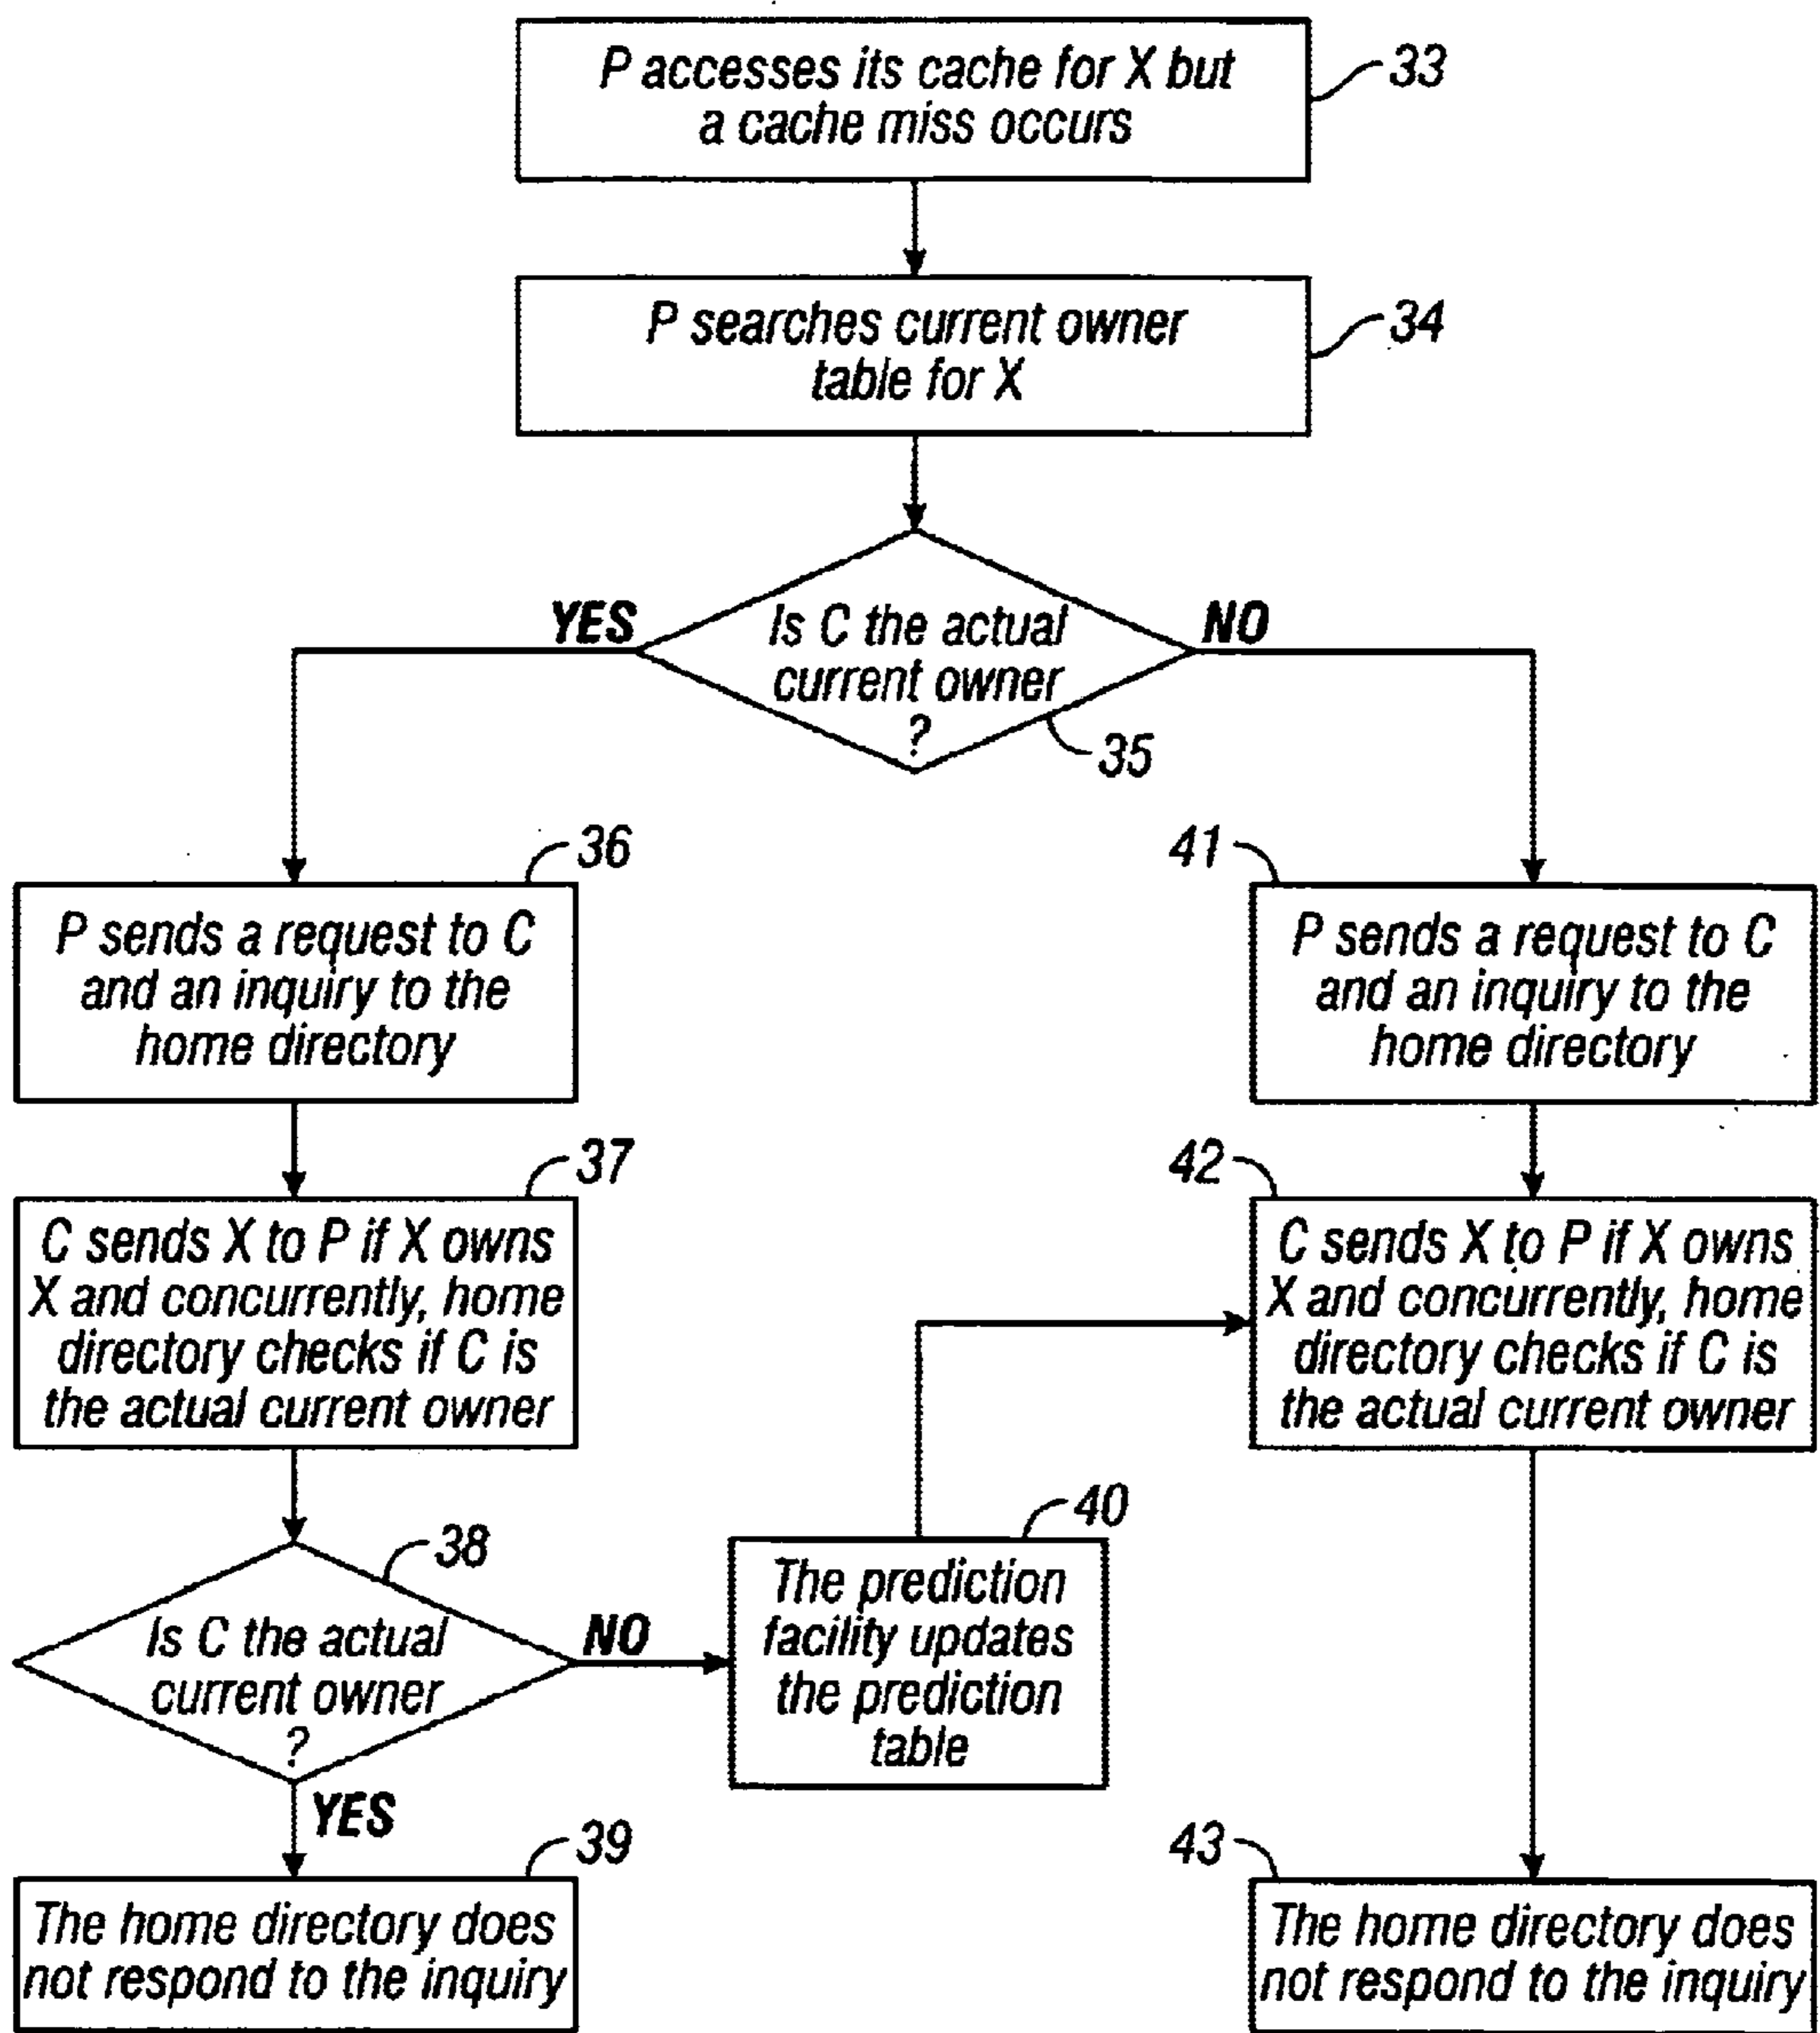 P accesses its cache for X but
a cache miss occurs
33
P searches current owner
table for X
34
Is C the actual
current owner
?
YES
NO
35
36
P sends a request to C
and an inquiry to the
home directory
41
P sends a request to C
and an inquiry to the
home directory
37
C sends X to P if X owns
X and concurrently, home
directory checks if C is
the actual current owner
42
C sends X to P if X owns
X and concurrently, home
directory checks if C is
the actual current owner
38
Is C the actual
current owner
?
NO
YES
40
The prediction
facility updates
the prediction
table
39
The home directory does
not respond to the inquiry
43
The home directory does
not respond to the inquiry